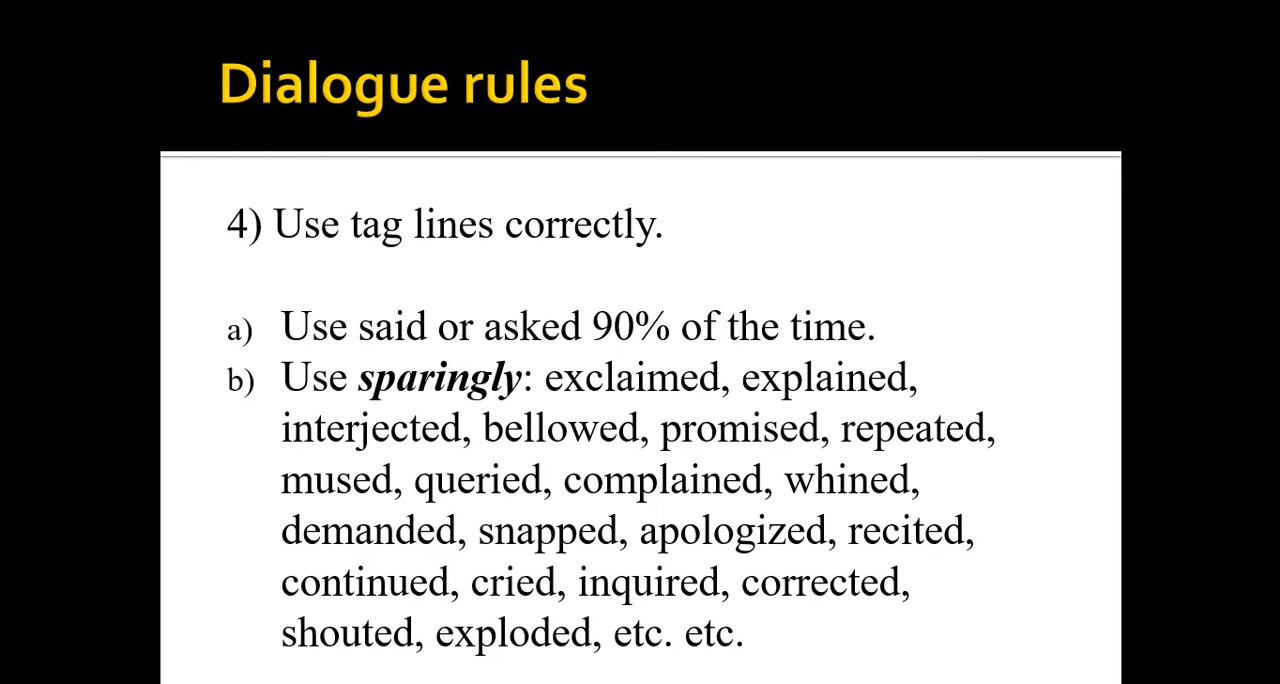 Dialogue rules
4) Use tag lines correctly.
a) Use said or asked 90% of the time.
b) Use sparingly: exclaimed, explained,
interjected, bellowed, promised, repeated,
mused, queried, complained, whined,
demanded, snapped, apologized, recited,
continued, cried, inquired, corrected,
shouted, exploded, etc. etc.